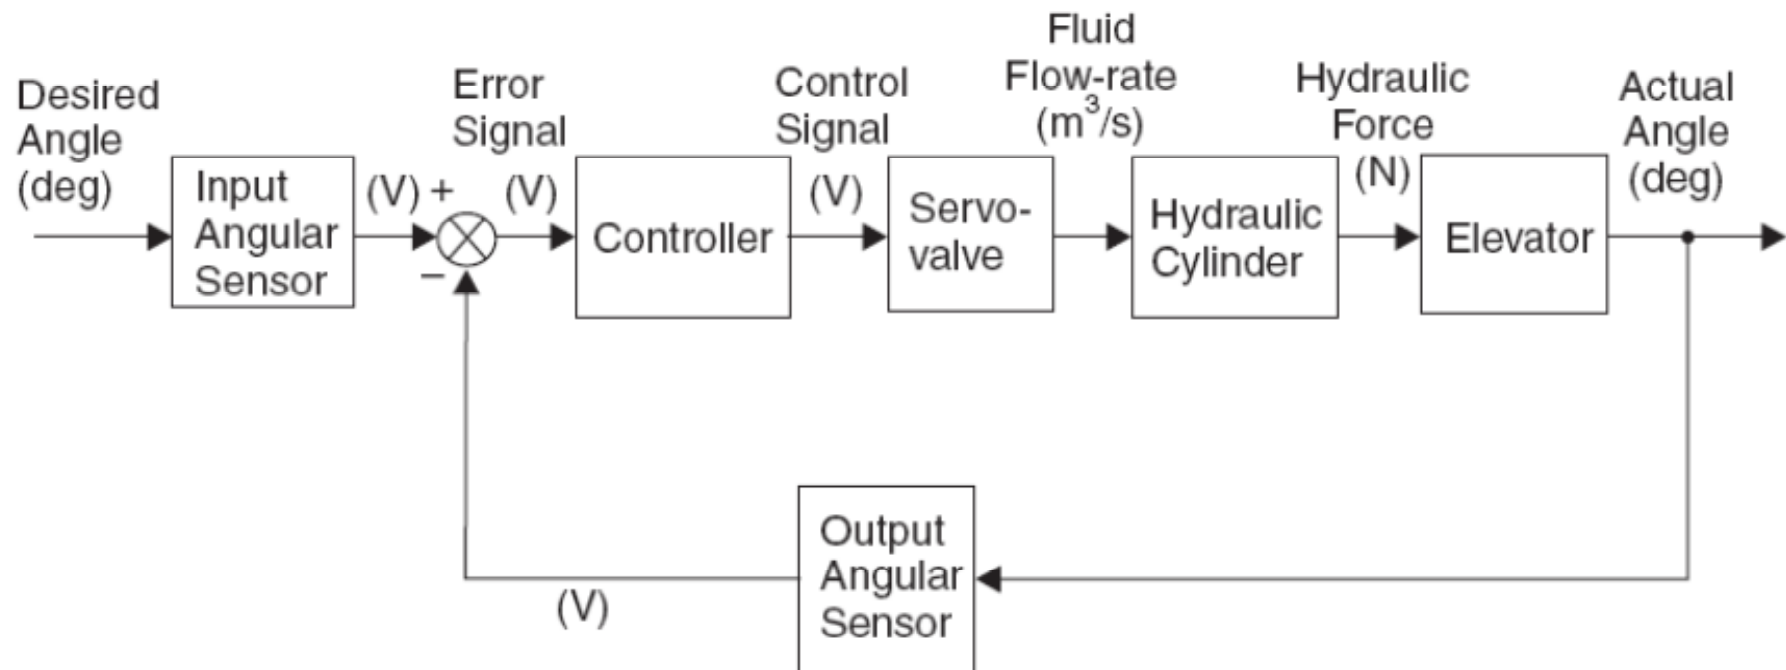 Desired
Angle
(deg)
Input
Angular
Sensor
(V) +
−
Error
Signal
(V)
Controller
Control
Signal
(V)
Servo-
valve
Fluid
Flow-rate
(m³/s)
Hydraulic
Cylinder
Hydraulic
Force
(N)
Elevator
Actual
Angle
(deg)
Output
Angular
Sensor
(V)